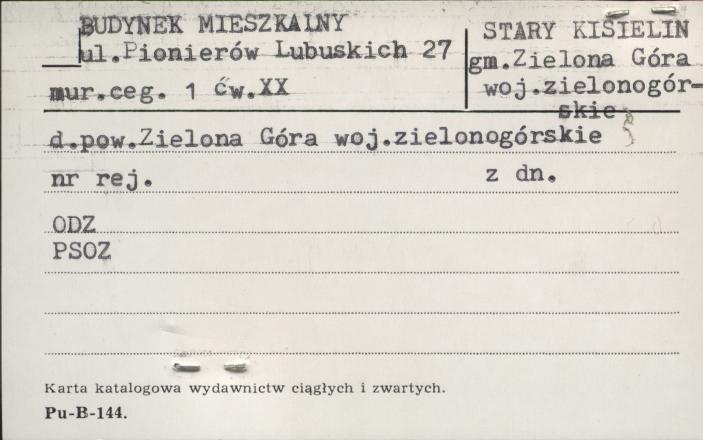 BUDYNEK MIESZKALNY
ul.Pionierów Lubuskich 27
mur.ceg. 1 ćw.XX
STARY KISIELIN
gm.Zielona Góra
woj.zielonogór-
skie
d.pow.Zielona Góra woj.zielonogórskie
nr rej. z dn.
ODZ
PSOZ
Karta katalogowa wydawnictw ciągłych i zwartych.
Pu-B-144.